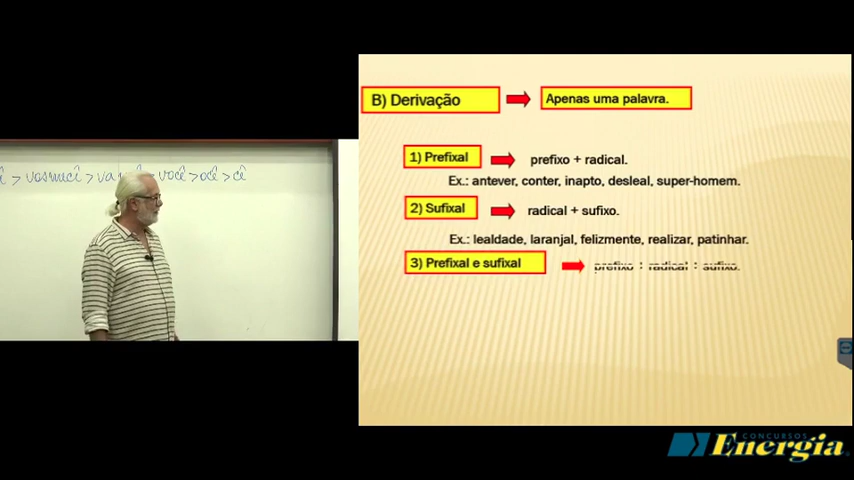 > vosmecê > va > você > ocê > cê
B) Derivação
Apenas uma palavra.
1) Prefixal
prefixo + radical.
Ex.: antever, conter, inapto, desleal, super-homem.
2) Sufixal
radical + sufixo.
Ex.: lealdade, laranjal, felizmente, realizar, patinhar.
3) Prefixal e sufixal
prefixo + radical + sufixo.
CONCURSOS
Energia